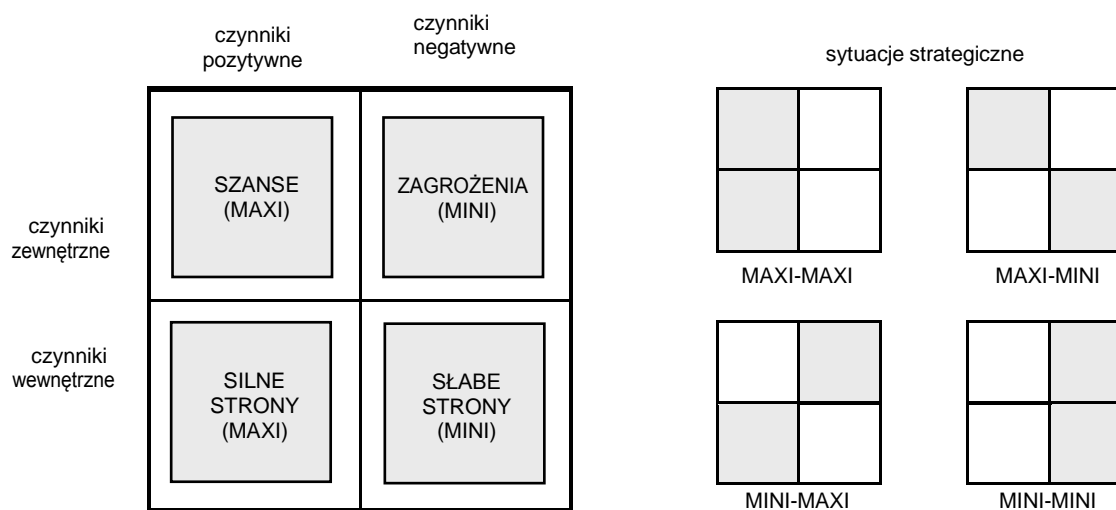 czynniki
pozytywne
czynniki
negatywne
sytuacje strategiczne
czynniki
zewnętrzne
SZANSE
(MAXI)
ZAGROŻENIA
(MINI)
MAXI-MAXI
MAXI-MINI
czynniki
wewnętrzne
SILNE
STRONY
(MAXI)
SŁABE
STRONY
(MINI)
MINI-MAXI
MINI-MINI